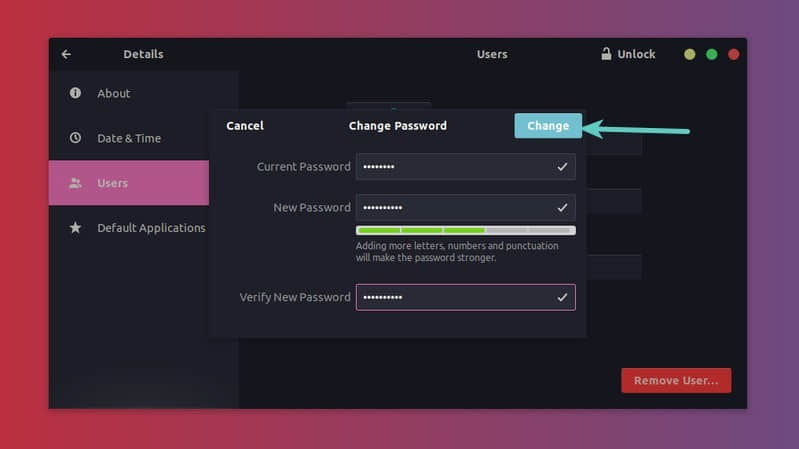 Details
Users
Unlock
About
Date & Time
Users
Default Applications
Cancel
Change Password
Change
Current Password
••••••••
New Password
••••••••••
Adding more letters, numbers and punctuation
will make the password stronger.
Verify New Password
••••••••••
Remove User...